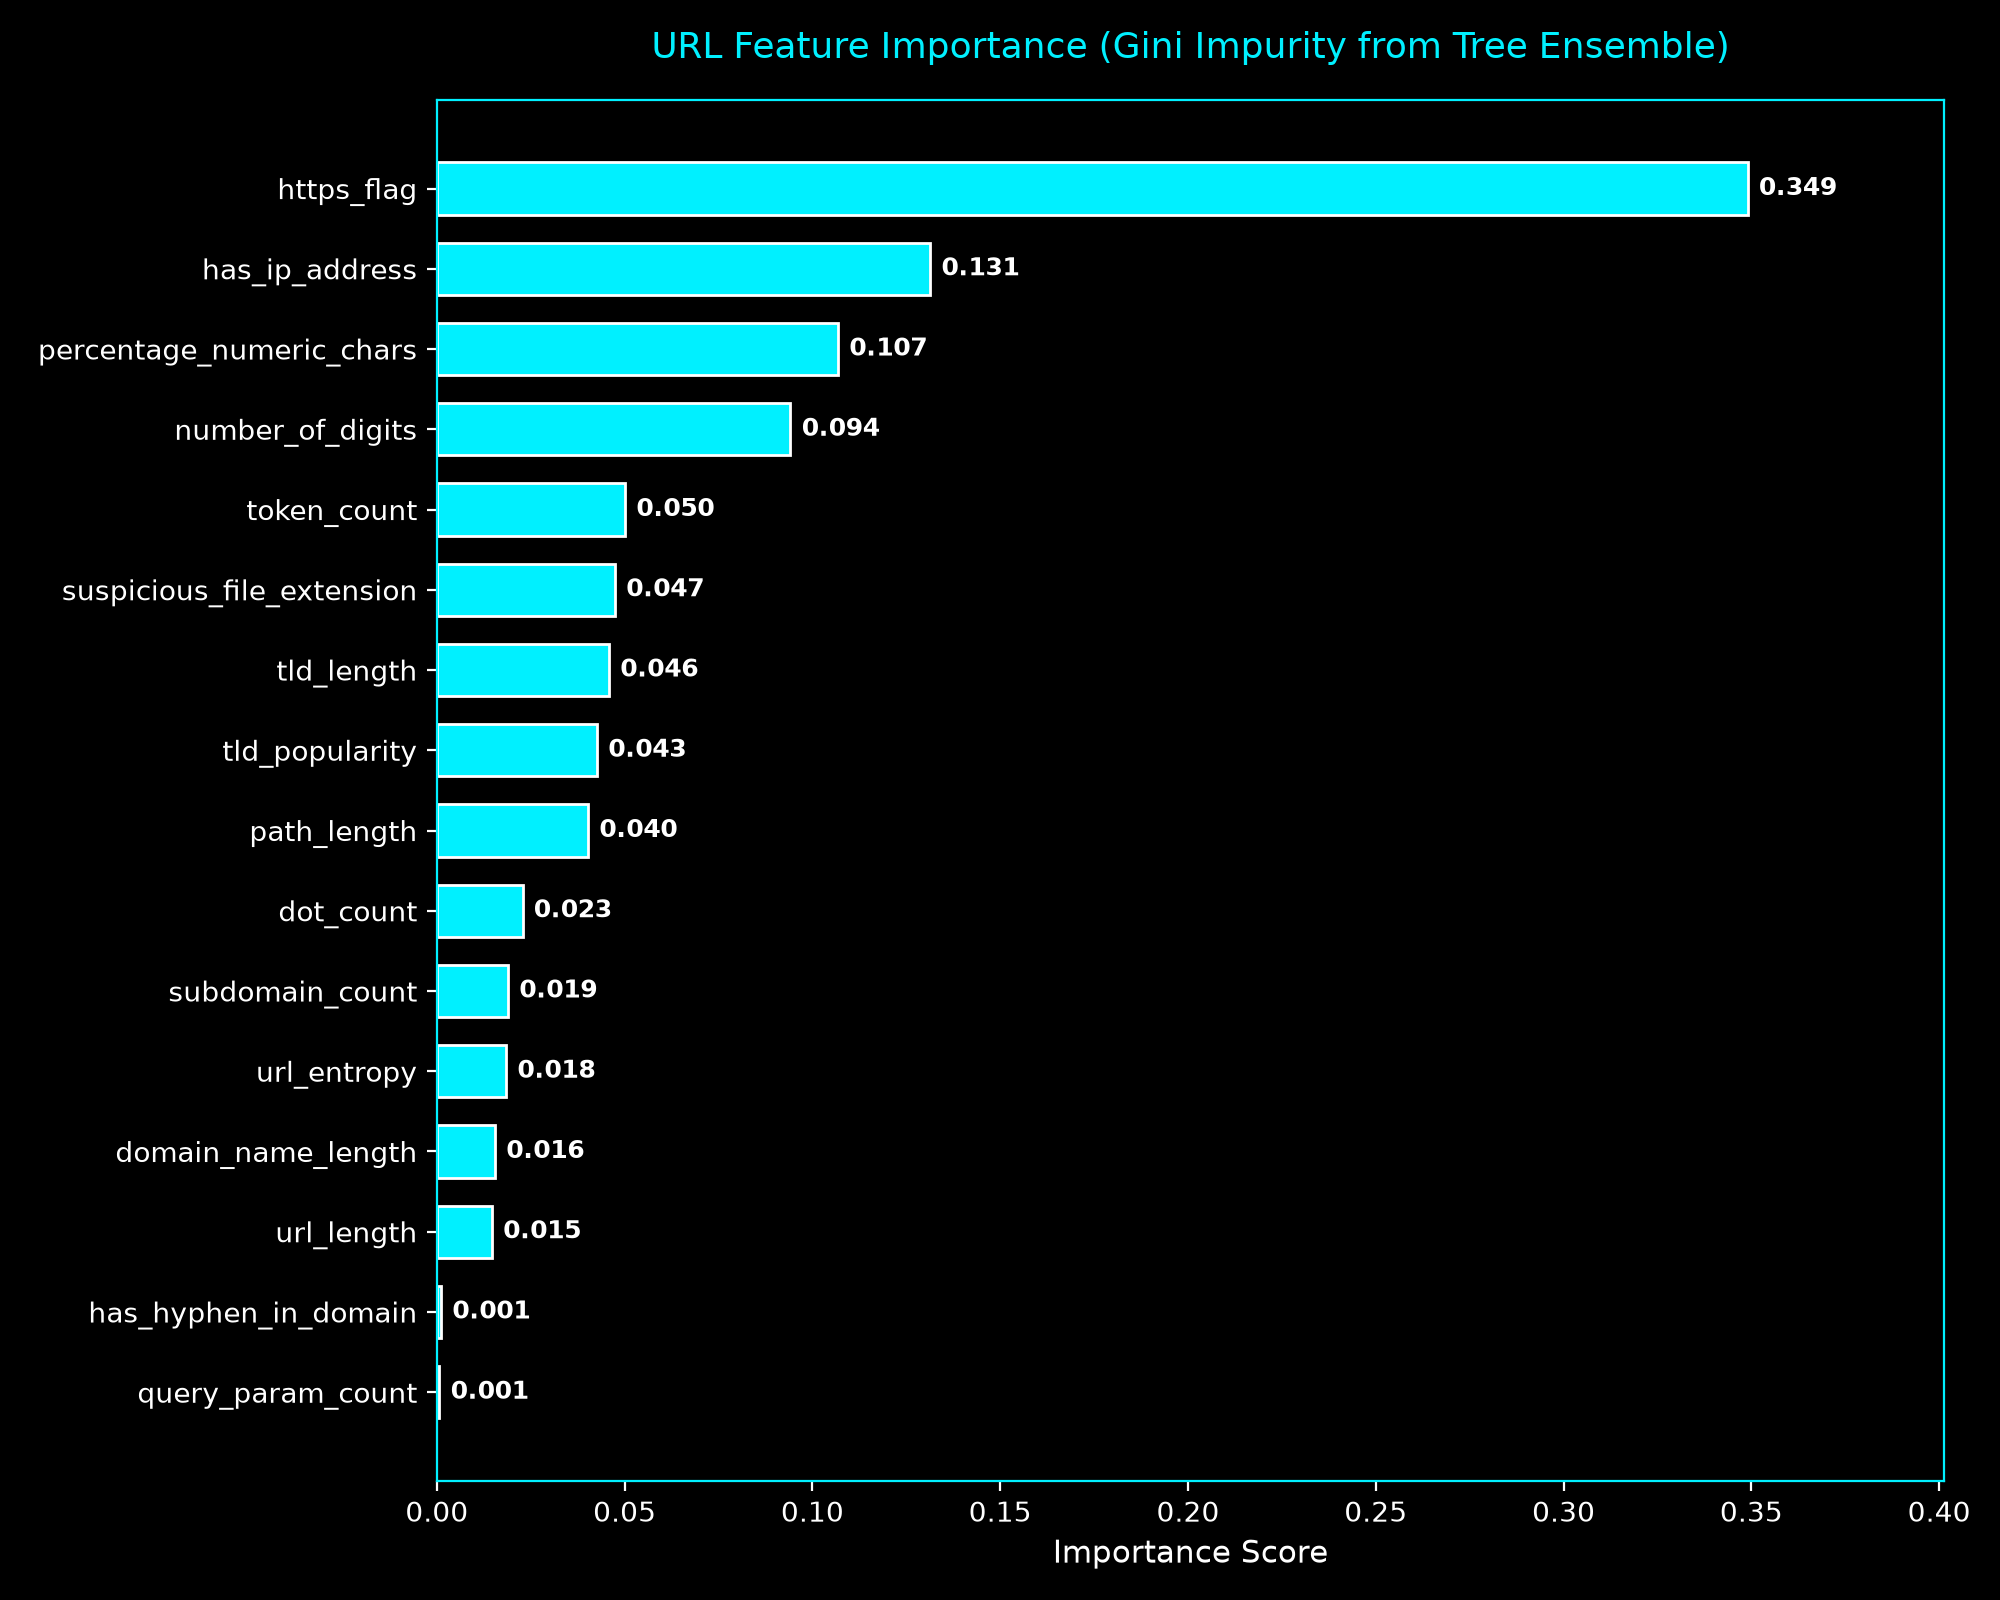 URL Feature Importance (Gini Impurity from Tree Ensemble)
https_flag 0.349
has_ip_address 0.131
percentage_numeric_chars 0.107
number_of_digits 0.094
token_count 0.050
suspicious_file_extension 0.047
tld_length 0.046
tld_popularity 0.043
path_length 0.040
dot_count 0.023
subdomain_count 0.019
url_entropy 0.018
domain_name_length 0.016
url_length 0.015
has_hyphen_in_domain 0.001
query_param_count 0.001
0.00 0.05 0.10 0.15 0.20 0.25 0.30 0.35 0.40
Importance Score